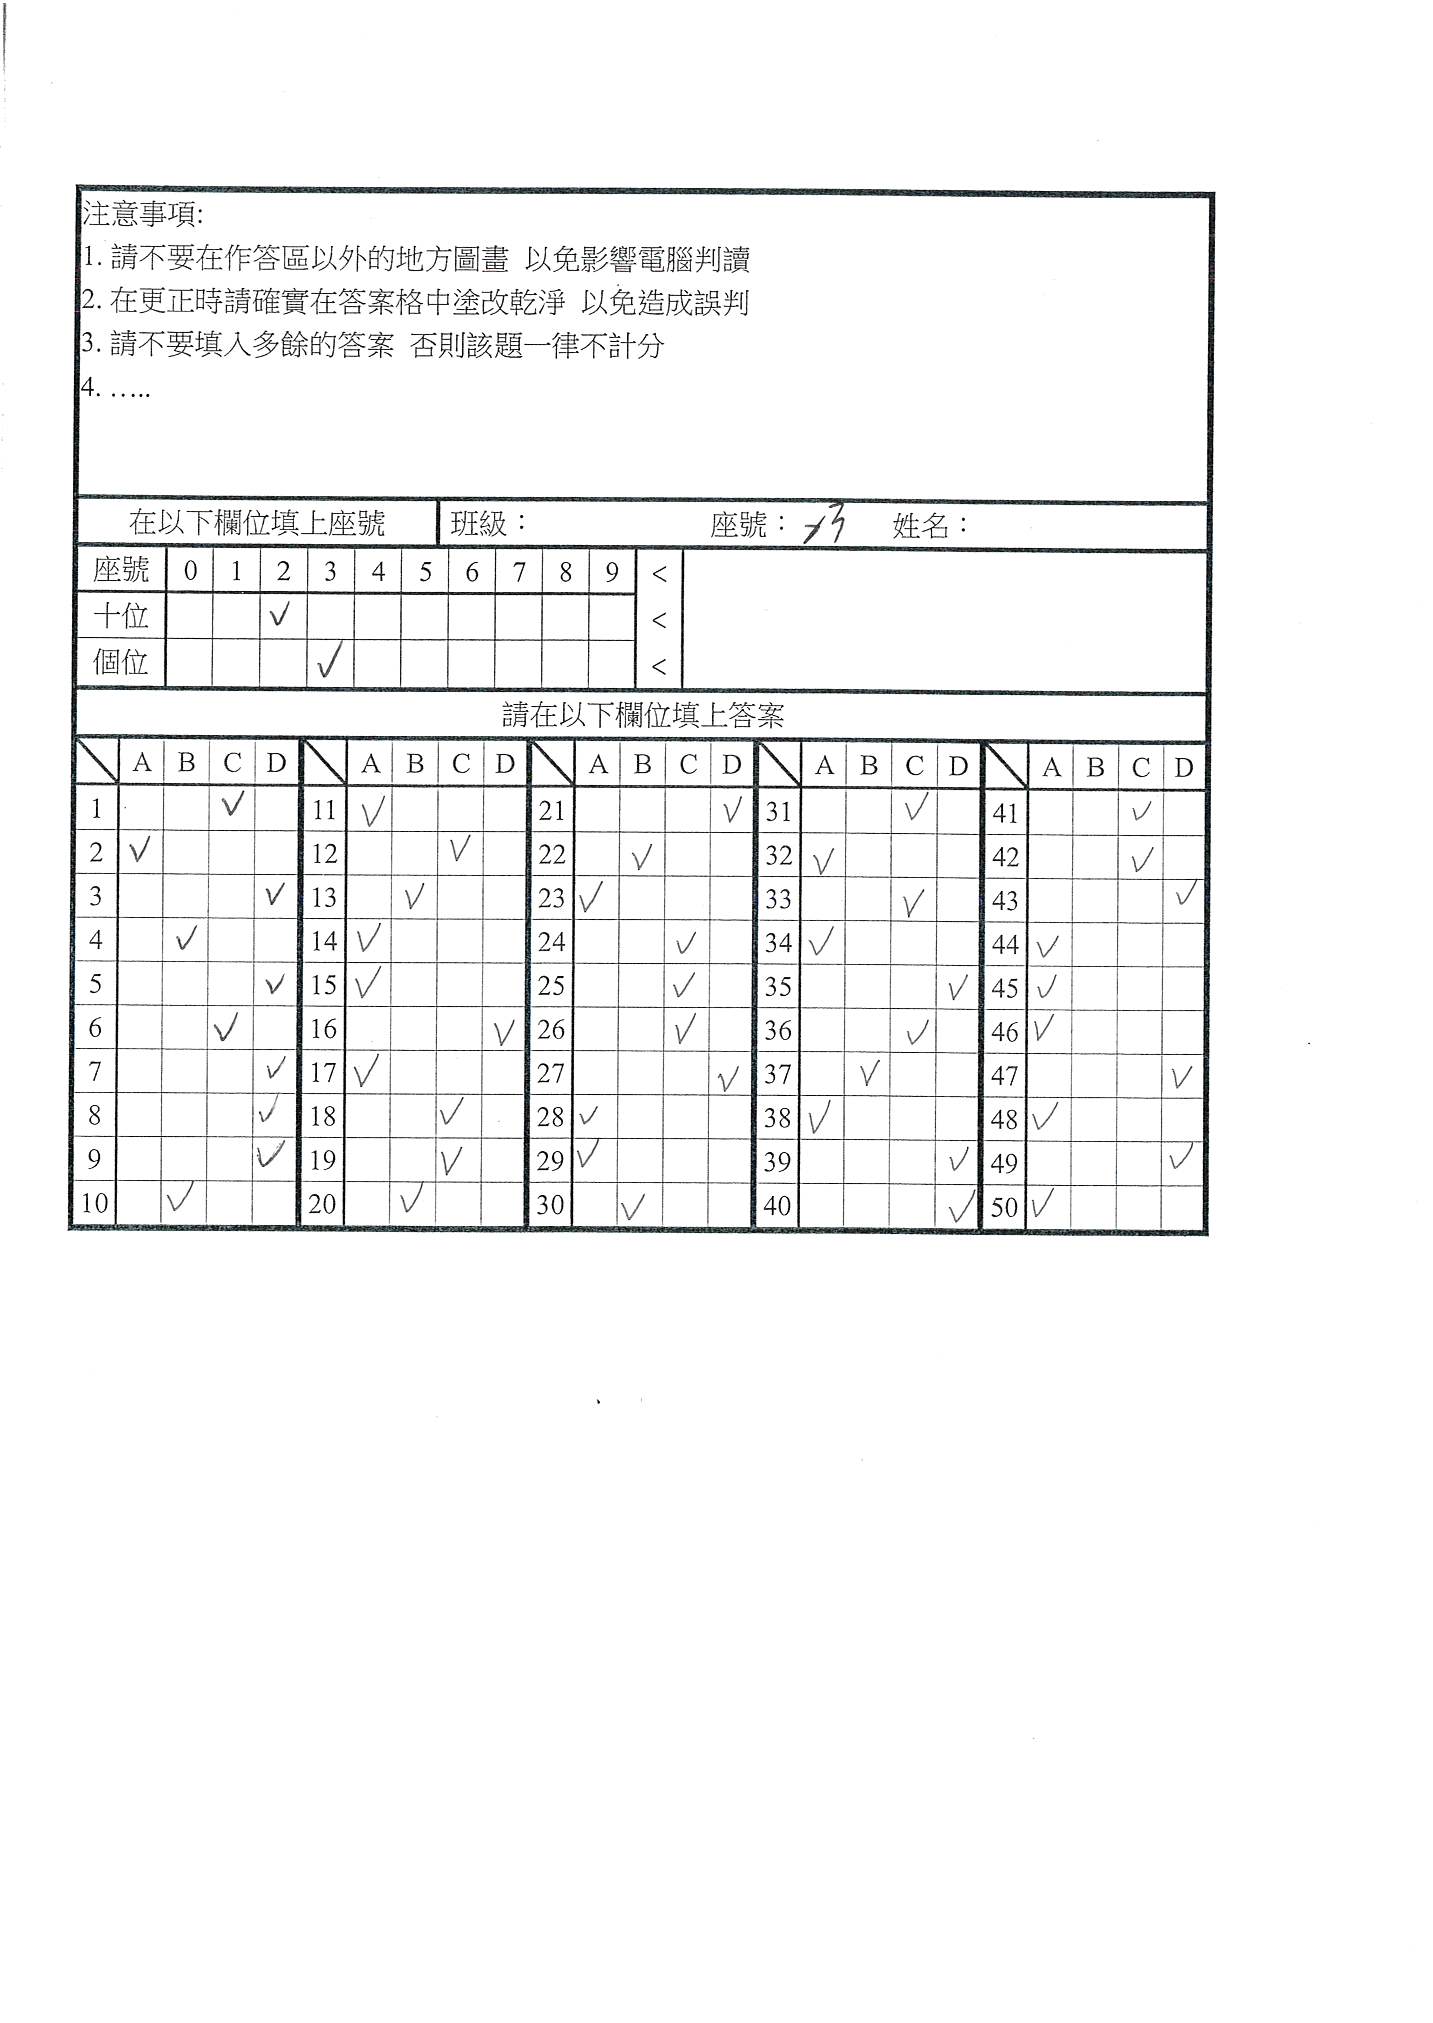 注意事項:
1. 請不要在作答區以外的地方圖畫 以免影響電腦判讀
2. 在更正時請確實在答案格中塗改乾淨 以免造成誤判
3. 請不要填入多餘的答案 否則該題一律不計分
4. .....
在以下欄位填上座號 班級： 座號： 姓名：
座號 0 1 2 3 4 5 6 7 8 9 <
十位 ✓ <
個位 ✓ <
請在以下欄位填上答案
A B C D A B C D A B C D A B C D A B C D
1 ✓ 11 ✓ 21 ✓ 31 ✓ 41 ✓
2 ✓ 12 ✓ 22 ✓ 32 ✓ 42 ✓
3 ✓ 13 ✓ 23 ✓ 33 ✓ 43 ✓
4 ✓ 14 ✓ 24 ✓ 34 ✓ 44 ✓
5 ✓ 15 ✓ 25 ✓ 35 ✓ 45 ✓
6 ✓ 16 ✓ 26 ✓ 36 ✓ 46 ✓
7 ✓ 17 ✓ 27 ✓ 37 ✓ 47 ✓
8 ✓ 18 ✓ 28 ✓ 38 ✓ 48 ✓
9 ✓ 19 ✓ 29 ✓ 39 ✓ 49 ✓
10 ✓ 20 ✓ 30 ✓ 40 ✓ 50 ✓